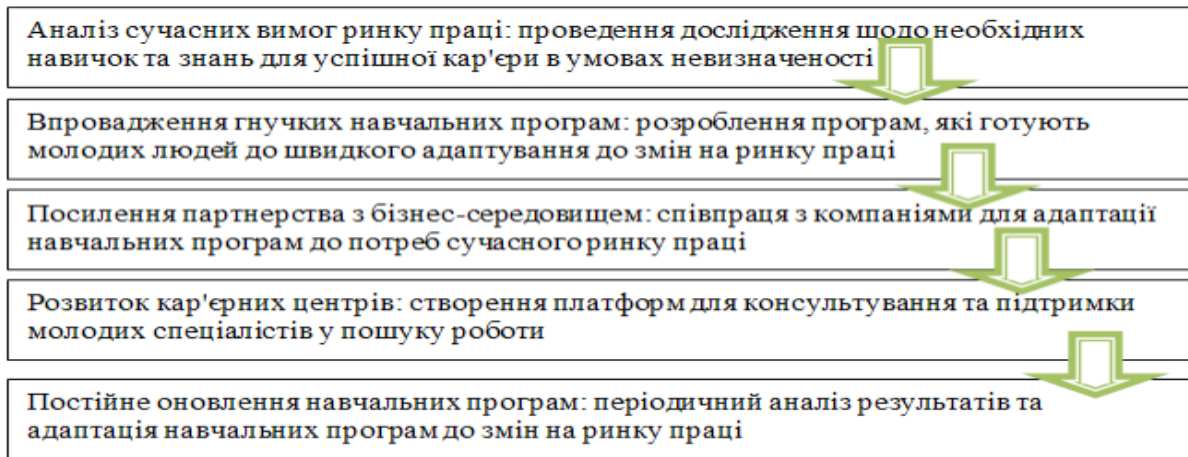 Аналіз сучасних вимог ринку праці: проведення дослідження щодо необхідних
навичок та знань для успішної кар'єри в умовах невизначеності
Впровадження гнучких навчальних програм: розроблення програм, які готують
молодих людей до швидкого адаптування до змін на ринку праці
Посилення партнерства з бізнес-середовищем: співпраця з компаніями для адаптації
навчальних програм до потреб сучасного ринку праці
Розвиток кар'єрних центрів: створення платформ для консультування та підтримки
молодих спеціалістів у пошуку роботи
Постійне оновлення навчальних програм: періодичний аналіз результатів та
адаптація навчальних програм до змін на ринку праці